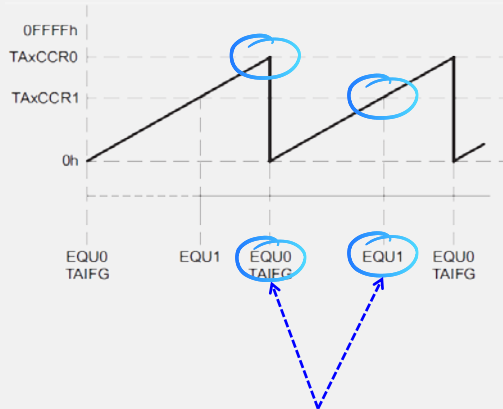 0FFFFh
TAxCCR0
TAxCCR1
0h
EQU0 EQU1 EQU0 EQU1 EQU0
TAIFG TAIFG TAIFG